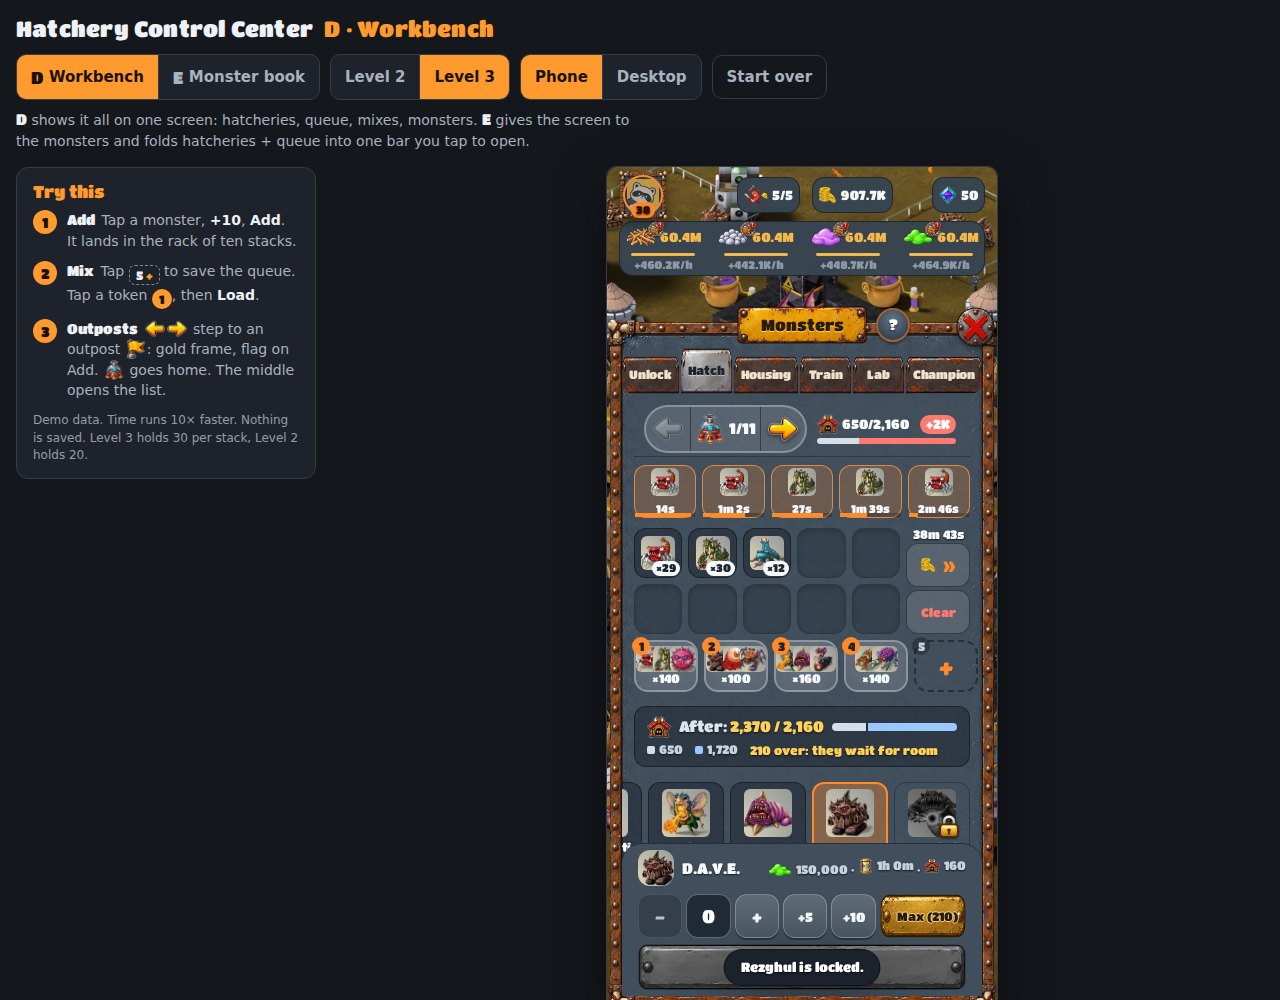 Hatchery Control Center D · Workbench
D Workbench
E Monster book
Level 2
Level 3
Phone
Desktop
Start over
D shows it all on one screen: hatcheries, queue, mixes, monsters. E gives the screen to
the monsters and folds hatcheries + queue into one bar you tap to open.
Try this
1 Add Tap a monster, +10, Add.
It lands in the rack of ten stacks.
2 Mix Tap 5+ to save the queue.
Tap a token 1, then Load.
3 Outposts step to an
outpost : gold frame, flag on
Add. goes home. The middle
opens the list.
Demo data. Time runs 10× faster. Nothing
is saved. Level 3 holds 30 per stack, Level 2
holds 20.
30
5/5
907.7K
50
60.4M
60.4M
60.4M
60.4M
+460.2K/h
+442.1K/h
+448.7K/h
+464.9K/h
Monsters
?
Unlock
Hatch
Housing
Train
Lab
Champion
1/11
650/2,160
+2K
14s
1m 2s
27s
1m 39s
2m 46s
×29
×30
×12
38m 43s
»
Clear
1
2
3
4
5
×140
×100
×160
×140
+
After: 2,370 / 2,160
650
1,720
210 over: they wait for room
D.A.V.E.
150,000 · 1h 0m · 160
−
0
+
+5
+10
Max (210)
Rezghul is locked.